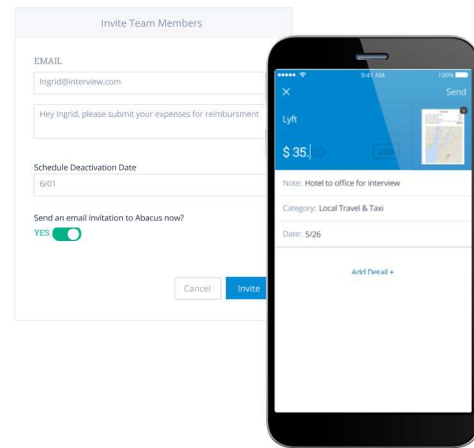 Invite Team Members
EMAIL
Ingrid@interview.com
Hey Ingrid, please submit your expenses for reimbursment
Schedule Deactivation Date
6/01
Send an email invitation to Abacus now?
YES
Cancel
Invite
9:41 AM
100%
Send
Lyft
$ 35.00
USD
Note: Hotel to office for interview
Category: Local Travel & Taxi
Date: 5/26
Add Detail +